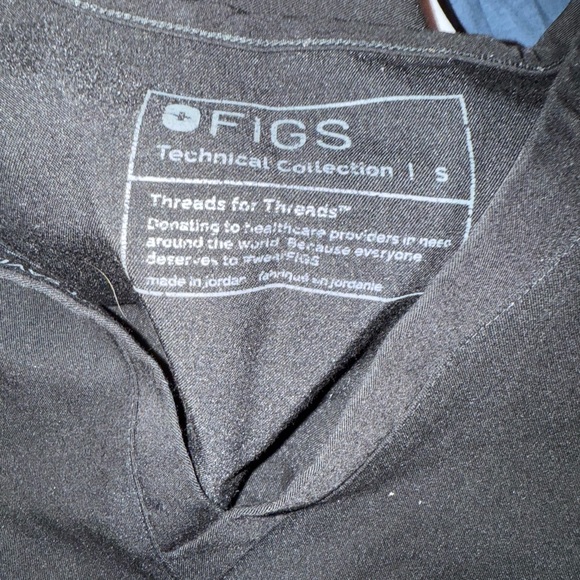 FIGS
Technical Collection | S
Threads for Threads™
Donating to healthcare providers in need
around the world. Because everyone
deserves to #wearFIGS
made in jordan fabriqué en jordanie